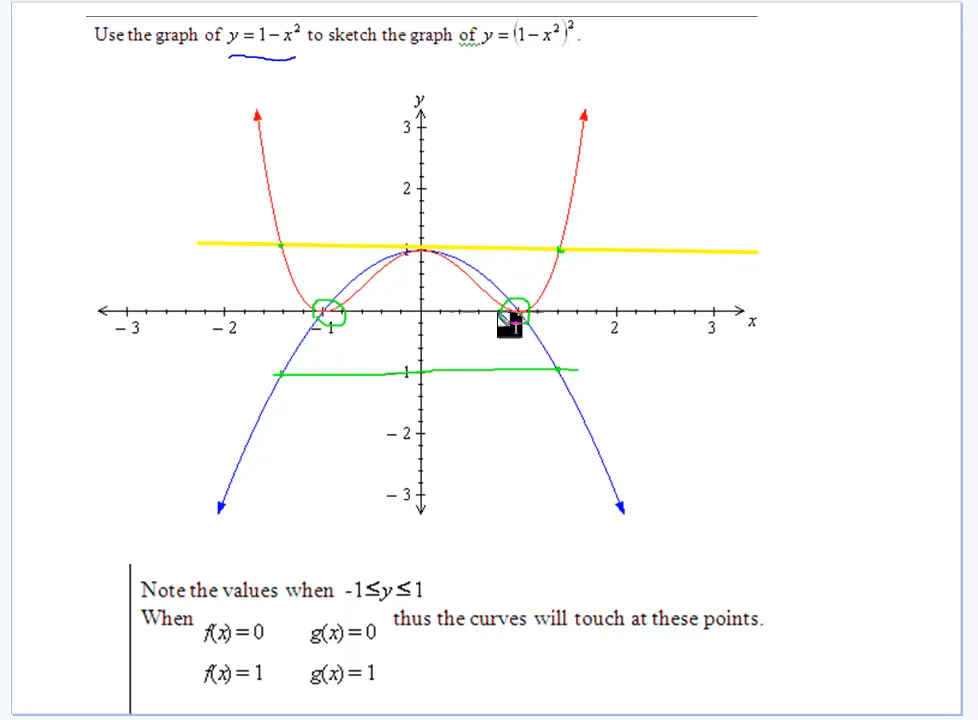 Use the graph of y = 1 − x² to sketch the graph of y = (1 − x²)².
y
3
2
1
− 3 − 2 − 1 1 2 3 x
− 1
− 2
− 3
Note the values when -1≤y≤1
When f(x) = 0 g(x) = 0 thus the curves will touch at these points.
f(x) = 1 g(x) = 1